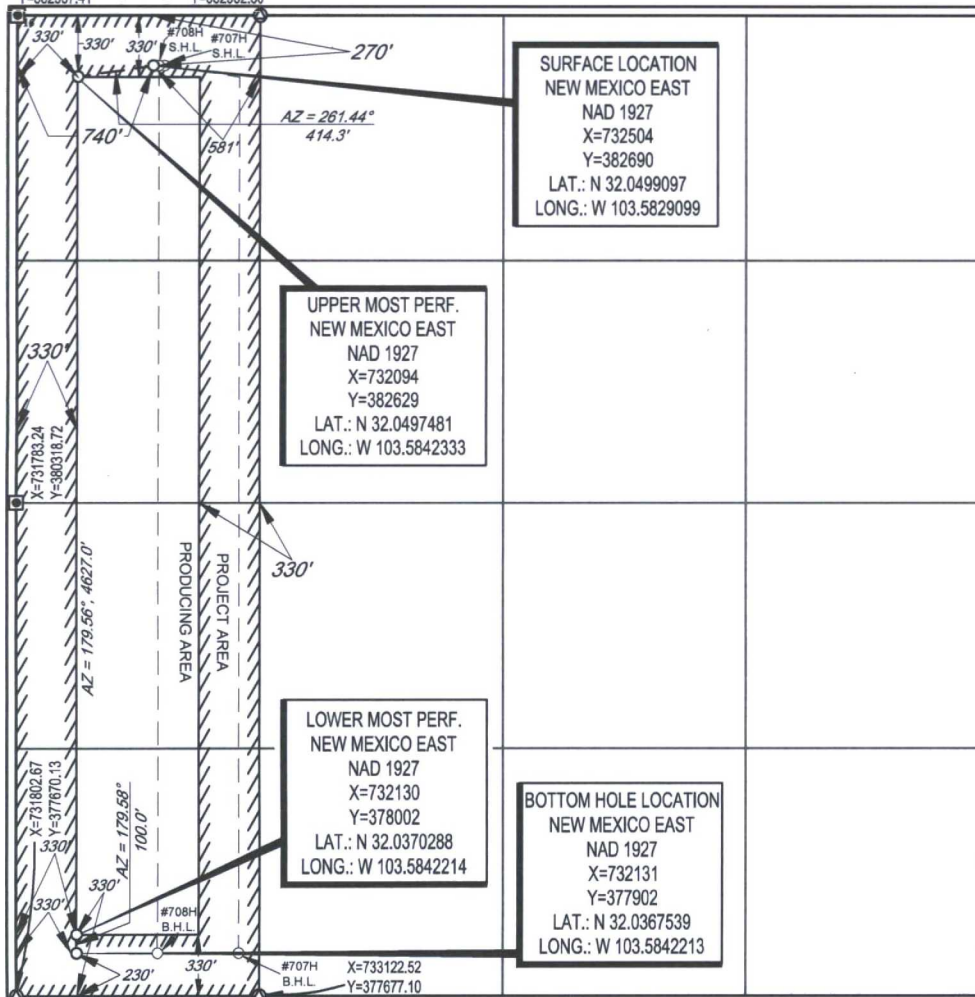 330'
330'
330'
#708H
S.H.L.
#707H
S.H.L.
270'
740'
581'
AZ = 261.44°
414.3'
SURFACE LOCATION
NEW MEXICO EAST
NAD 1927
X=732504
Y=382690
LAT.: N 32.0499097
LONG.: W 103.5829099
UPPER MOST PERF.
NEW MEXICO EAST
NAD 1927
X=732094
Y=382629
LAT.: N 32.0497481
LONG.: W 103.5842333
330'
X=731783.24
Y=380318.72
330'
AZ = 179.56°, 4627.0'
PRODUCING AREA
PROJECT AREA
LOWER MOST PERF.
NEW MEXICO EAST
NAD 1927
X=732130
Y=378002
LAT.: N 32.0370288
LONG.: W 103.5842214
X=731802.67
Y=377670.13
AZ = 179.58°
100.0'
330'
330'
330'
#708H
B.H.L.
BOTTOM HOLE LOCATION
NEW MEXICO EAST
NAD 1927
X=732131
Y=377902
LAT.: N 32.0367539
LONG.: W 103.5842213
230'
330'
#707H
B.H.L.
X=733122.52
Y=377677.10